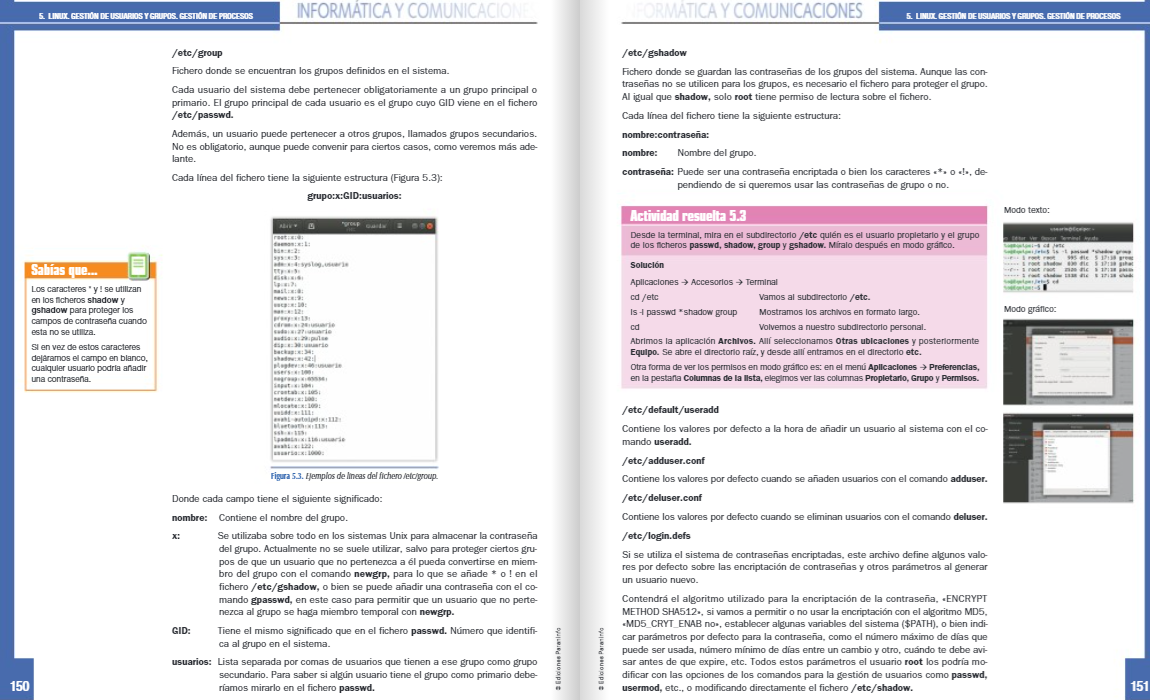 5. LINUX. GESTIÓN DE USUARIOS Y GRUPOS. GESTIÓN DE PROCESOS
INFORMÁTICA Y COMUNICACIONE
/etc/group
Fichero donde se encuentran los grupos definidos en el sistema.
Cada usuario del sistema debe pertenecer obligatoriamente a un grupo principal o
primario. El grupo principal de cada usuario es el grupo cuyo GID viene en el fichero
/etc/passwd.
Además, un usuario puede pertenecer a otros grupos, llamados grupos secundarios.
No es obligatorio, aunque puede convenir para ciertos casos, como veremos más ade-
lante.
Cada línea del fichero tiene la siguiente estructura (Figura 5.3):
grupo:x:GID:usuarios:
Abrir
*group
Guardar
root:x:0:
daemon:x:1:
bin:x:2:
sys:x:3:
adm:x:4:syslog,usuario
tty:x:5:
disk:x:6:
lp:x:7:
mail:x:8:
news:x:9:
uucp:x:10:
man:x:12:
proxy:x:13:
cdrom:x:24:usuario
sudo:x:27:usuario
audio:x:29:pulse
dip:x:30:usuario
backup:x:34:
shadow:x:42:
plugdev:x:46:usuario
users:x:100:
nogroup:x:65534:
input:x:104:
crontab:x:105:
netdev:x:108:
mlocate:x:109:
uuidd:x:111:
avahi-autoipd:x:112:
bluetooth:x:113:
ssh:x:115:
lpadmin:x:116:usuario
avahi:x:122:
usuario:x:1000:
Figura 5.3. Ejemplos de líneas del fichero /etc/group.
Sabías que...
Los caracteres * y ! se utilizan
en los ficheros shadow y
gshadow para proteger los
campos de contraseña cuando
esta no se utiliza.
Si en vez de estos caracteres
dejáramos el campo en blanco,
cualquier usuario podría añadir
una contraseña.
Donde cada campo tiene el siguiente significado:
nombre: Contiene el nombre del grupo.
x: Se utilizaba sobre todo en los sistemas Unix para almacenar la contraseña
del grupo. Actualmente no se suele utilizar, salvo para proteger ciertos gru-
pos de que un usuario que no pertenezca a él pueda convertirse en miem-
bro del grupo con el comando newgrp, para lo que se añade * o ! en el
fichero /etc/gshadow, o bien se puede añadir una contraseña con el co-
mando gpasswd, en este caso para permitir que un usuario que no perte-
nezca al grupo se haga miembro temporal con newgrp.
GID: Tiene el mismo significado que en el fichero passwd. Número que identifi-
ca al grupo en el sistema.
usuarios: Lista separada por comas de usuarios que tienen a ese grupo como grupo
secundario. Para saber si algún usuario tiene el grupo como primario debe-
ríamos mirarlo en el fichero passwd.
150
© Ediciones Paraninfo
FORMÁTICA Y COMUNICACIONES
5. LINUX. GESTIÓN DE USUARIOS Y GRUPOS. GESTIÓN DE PROCESOS
/etc/gshadow
Fichero donde se guardan las contraseñas de los grupos del sistema. Aunque las con-
traseñas no se utilicen para los grupos, es necesario el fichero para proteger el grupo.
Al igual que shadow, solo root tiene permiso de lectura sobre el fichero.
Cada línea del fichero tiene la siguiente estructura:
nombre:contraseña:
nombre: Nombre del grupo.
contraseña: Puede ser una contraseña encriptada o bien los caracteres «*» o «!», de-
pendiendo de si queremos usar las contraseñas de grupo o no.
Actividad resuelta 5.3
Desde la terminal, mira en el subdirectorio /etc quién es el usuario propietario y el grupo
de los ficheros passwd, shadow, group y gshadow. Míralo después en modo gráfico.
Solución
Aplicaciones → Accesorios → Terminal
cd /etc Vamos al subdirectorio /etc.
ls -l passwd *shadow group Mostramos los archivos en formato largo.
cd Volvemos a nuestro subdirectorio personal.
Abrimos la aplicación Archivos. Allí seleccionamos Otras ubicaciones y posteriormente
Equipo. Se abre el directorio raíz, y desde allí entramos en el directorio etc.
Otra forma de ver los permisos en modo gráfico es: en el menú Aplicaciones → Preferencias,
en la pestaña Columnas de la lista, elegimos ver las columnas Propietario, Grupo y Permisos.
Modo texto:
Modo gráfico:
/etc/default/useradd
Contiene los valores por defecto a la hora de añadir un usuario al sistema con el co-
mando useradd.
/etc/adduser.conf
Contiene los valores por defecto cuando se añaden usuarios con el comando adduser.
/etc/deluser.conf
Contiene los valores por defecto cuando se eliminan usuarios con el comando deluser.
/etc/login.defs
Si se utiliza el sistema de contraseñas encriptadas, este archivo define algunos valo-
res por defecto sobre las encriptación de contraseñas y otros parámetros al generar
un usuario nuevo.
Contendrá el algoritmo utilizado para la encriptación de la contraseña, «ENCRYPT
METHOD SHA512», si vamos a permitir o no usar la encriptación con el algoritmo MD5,
«MD5_CRYT_ENAB no», establecer algunas variables del sistema ($PATH), o bien indi-
car parámetros por defecto para la contraseña, como el número máximo de días que
puede ser usada, número mínimo de días entre un cambio y otro, cuándo te debe avi-
sar antes de que expire, etc. Todos estos parámetros el usuario root los podría mo-
dificar con las opciones de los comandos para la gestión de usuarios como passwd,
usermod, etc., o modificando directamente el fichero /etc/shadow.
© Ediciones Paraninfo
151